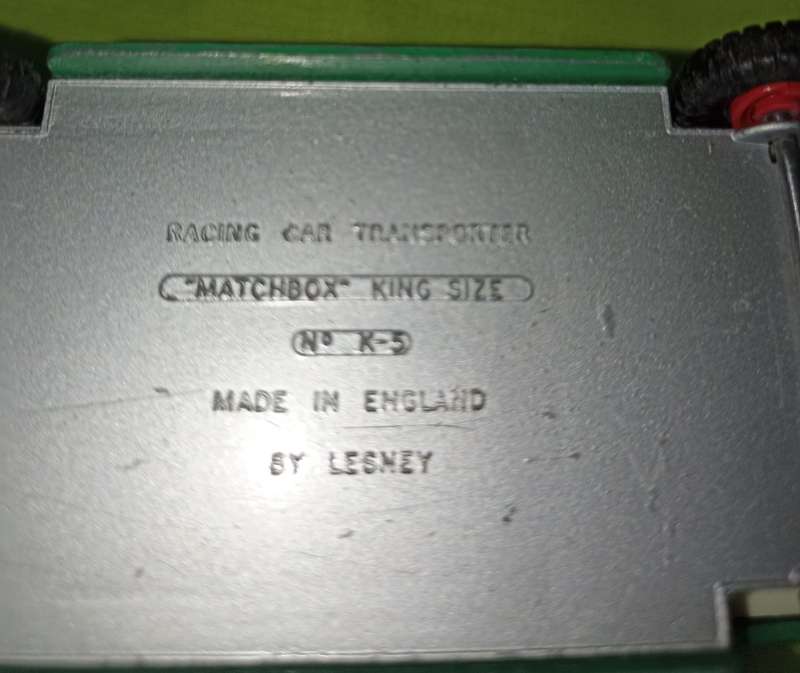 RACING CAR TRANSPORTER
"MATCHBOX" KING SIZE
Nº K-5
MADE IN ENGLAND
BY LESNEY